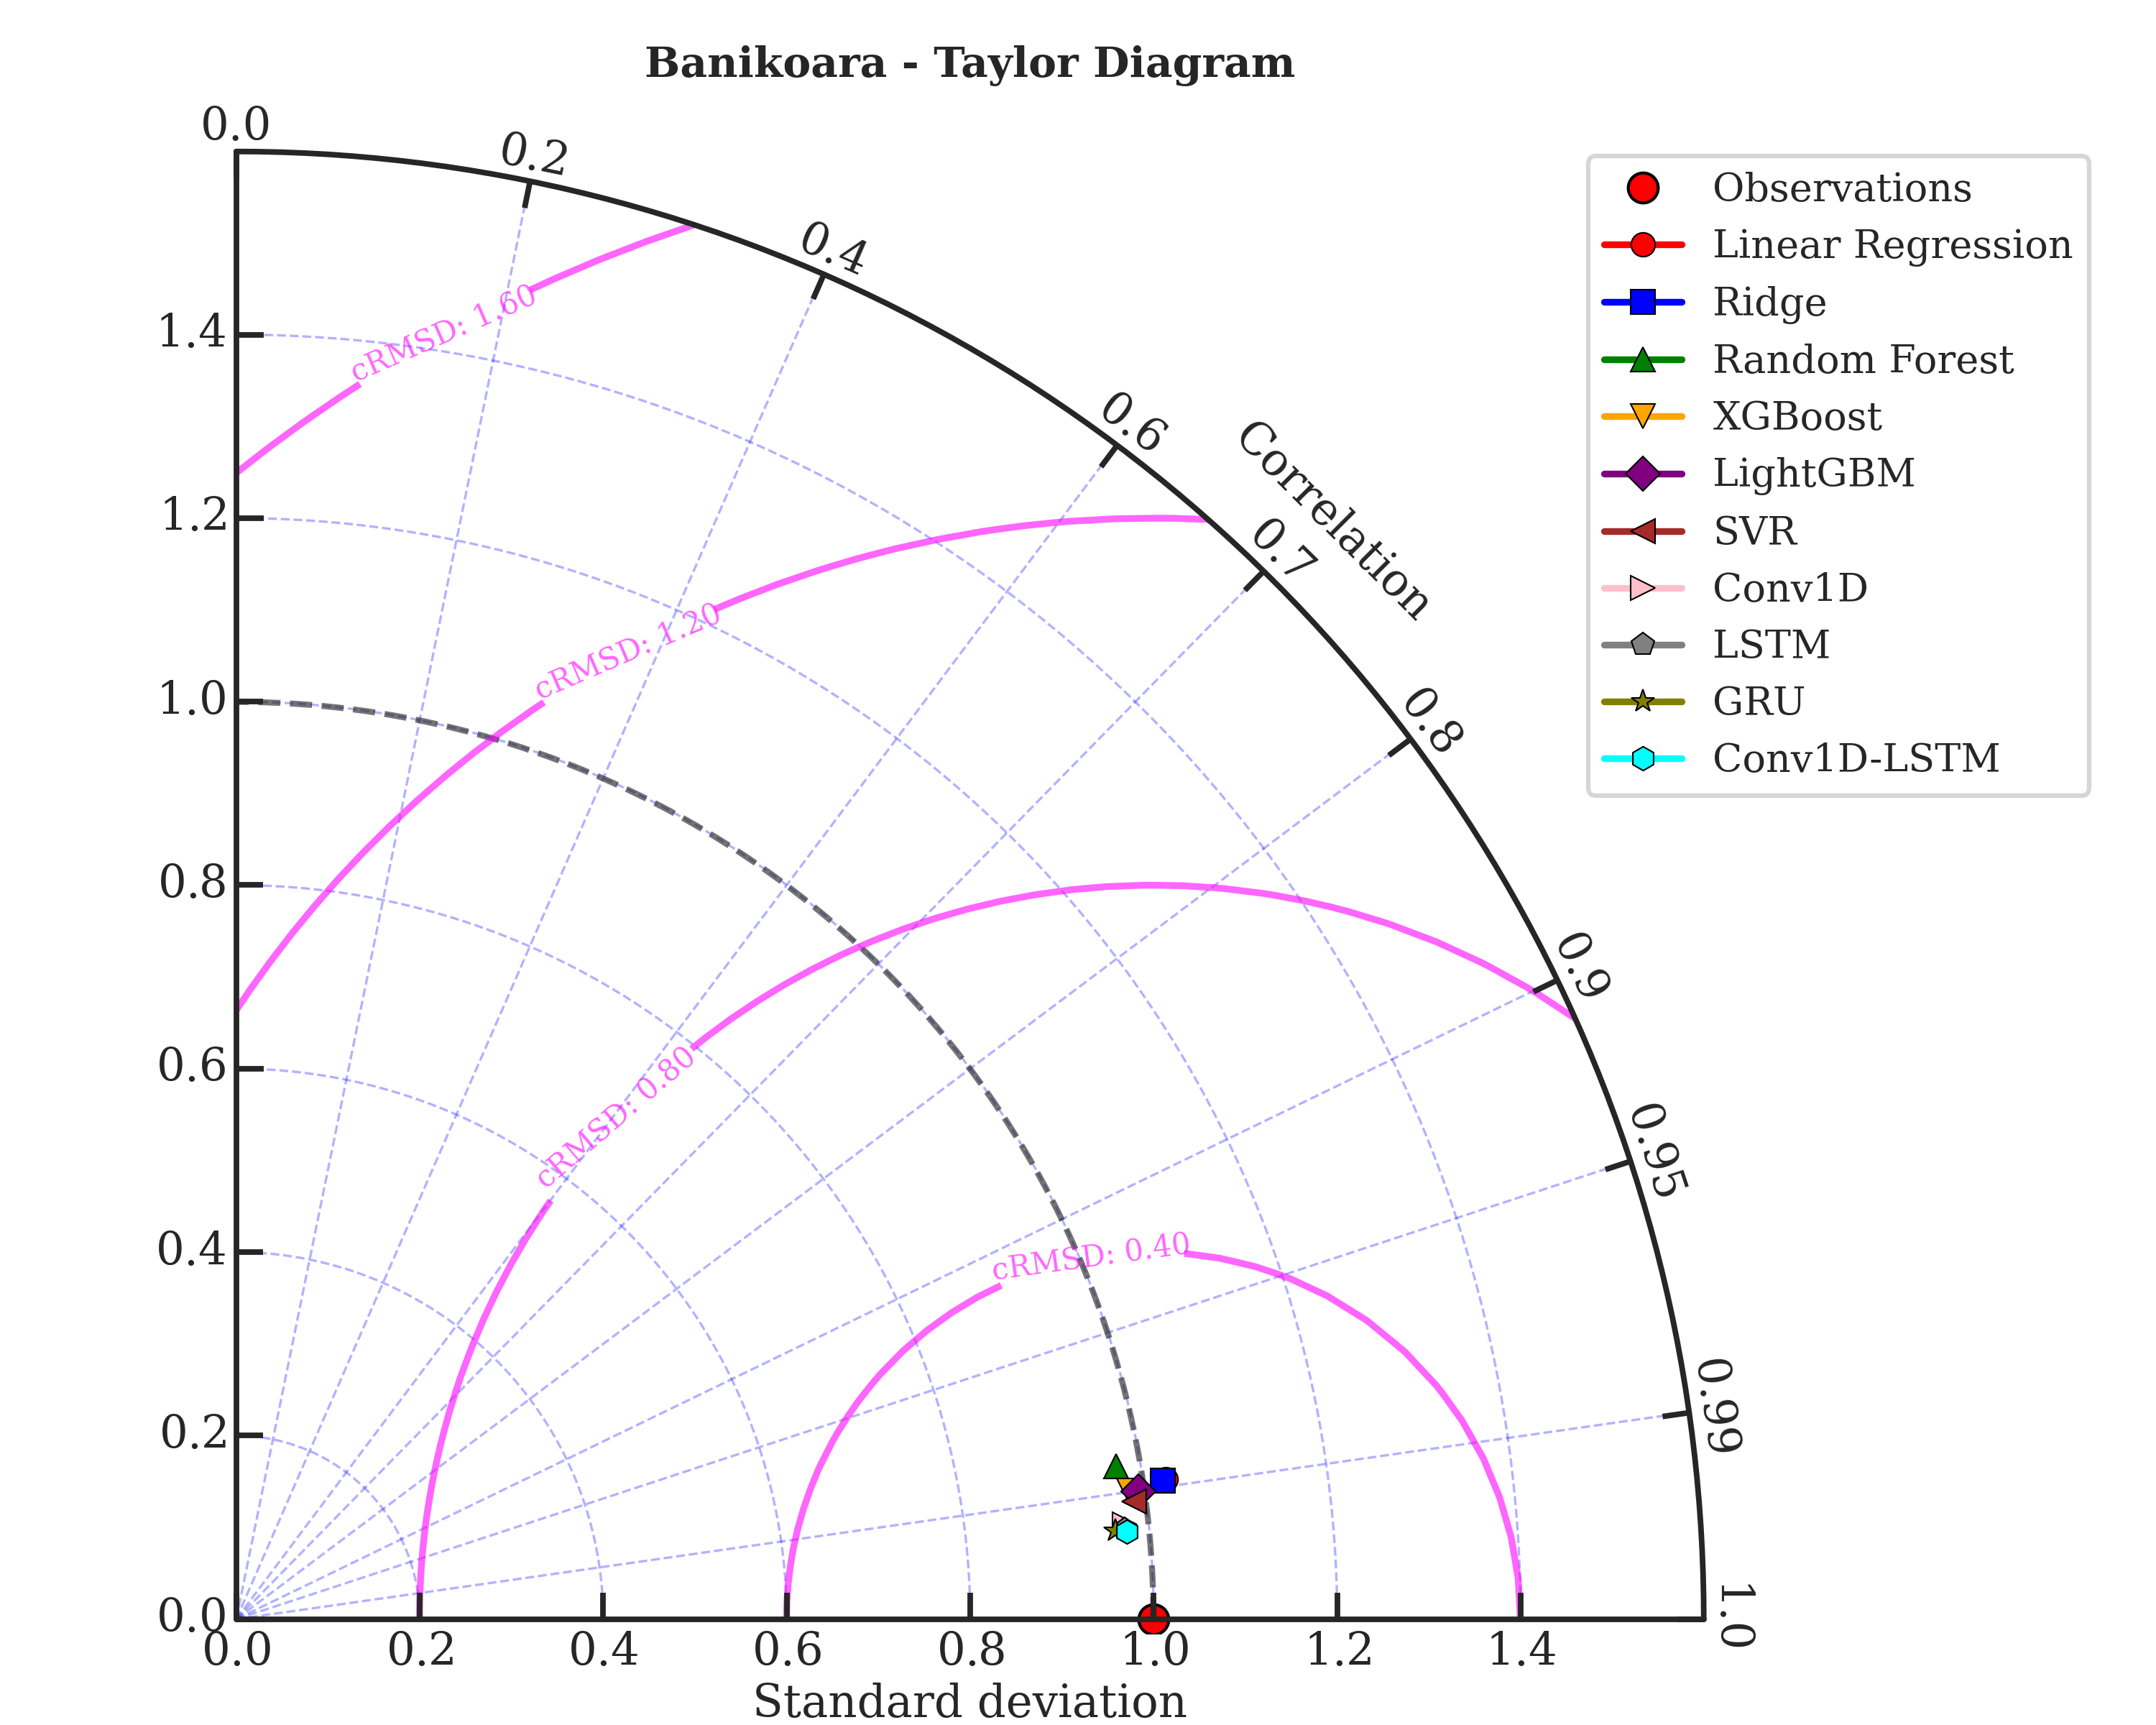 Banikoara - Taylor Diagram
0.0
0.2
0.4
0.6
0.7
0.8
0.9
0.95
0.99
1.0
Correlation
1.4
1.2
1.0
0.8
0.6
0.4
0.2
0.0
cRMSD: 1.60
cRMSD: 1.20
cRMSD: 0.80
cRMSD: 0.40
0.0
0.2
0.4
0.6
0.8
1.0
1.2
1.4
Standard deviation
Observations
Linear Regression
Ridge
Random Forest
XGBoost
LightGBM
SVR
Conv1D
LSTM
GRU
Conv1D-LSTM